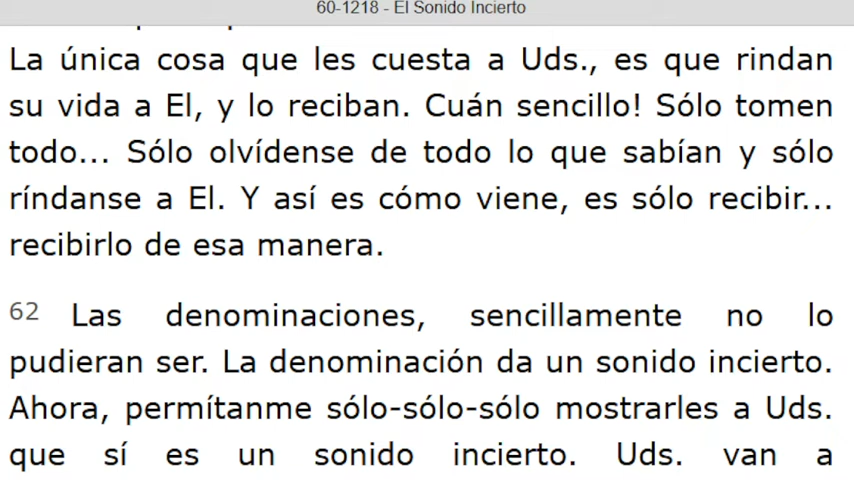 60-1218 - El Sonido Incierto
La única cosa que les cuesta a Uds., es que rindan
su vida a El, y lo reciban. Cuán sencillo! Sólo tomen
todo... Sólo olvídense de todo lo que sabían y sólo
ríndanse a El. Y así es cómo viene, es sólo recibir...
recibirlo de esa manera.
62 Las denominaciones, sencillamente no lo
pudieran ser. La denominación da un sonido incierto.
Ahora, permítanme sólo-sólo-sólo mostrarles a Uds.
que sí es un sonido incierto. Uds. van a